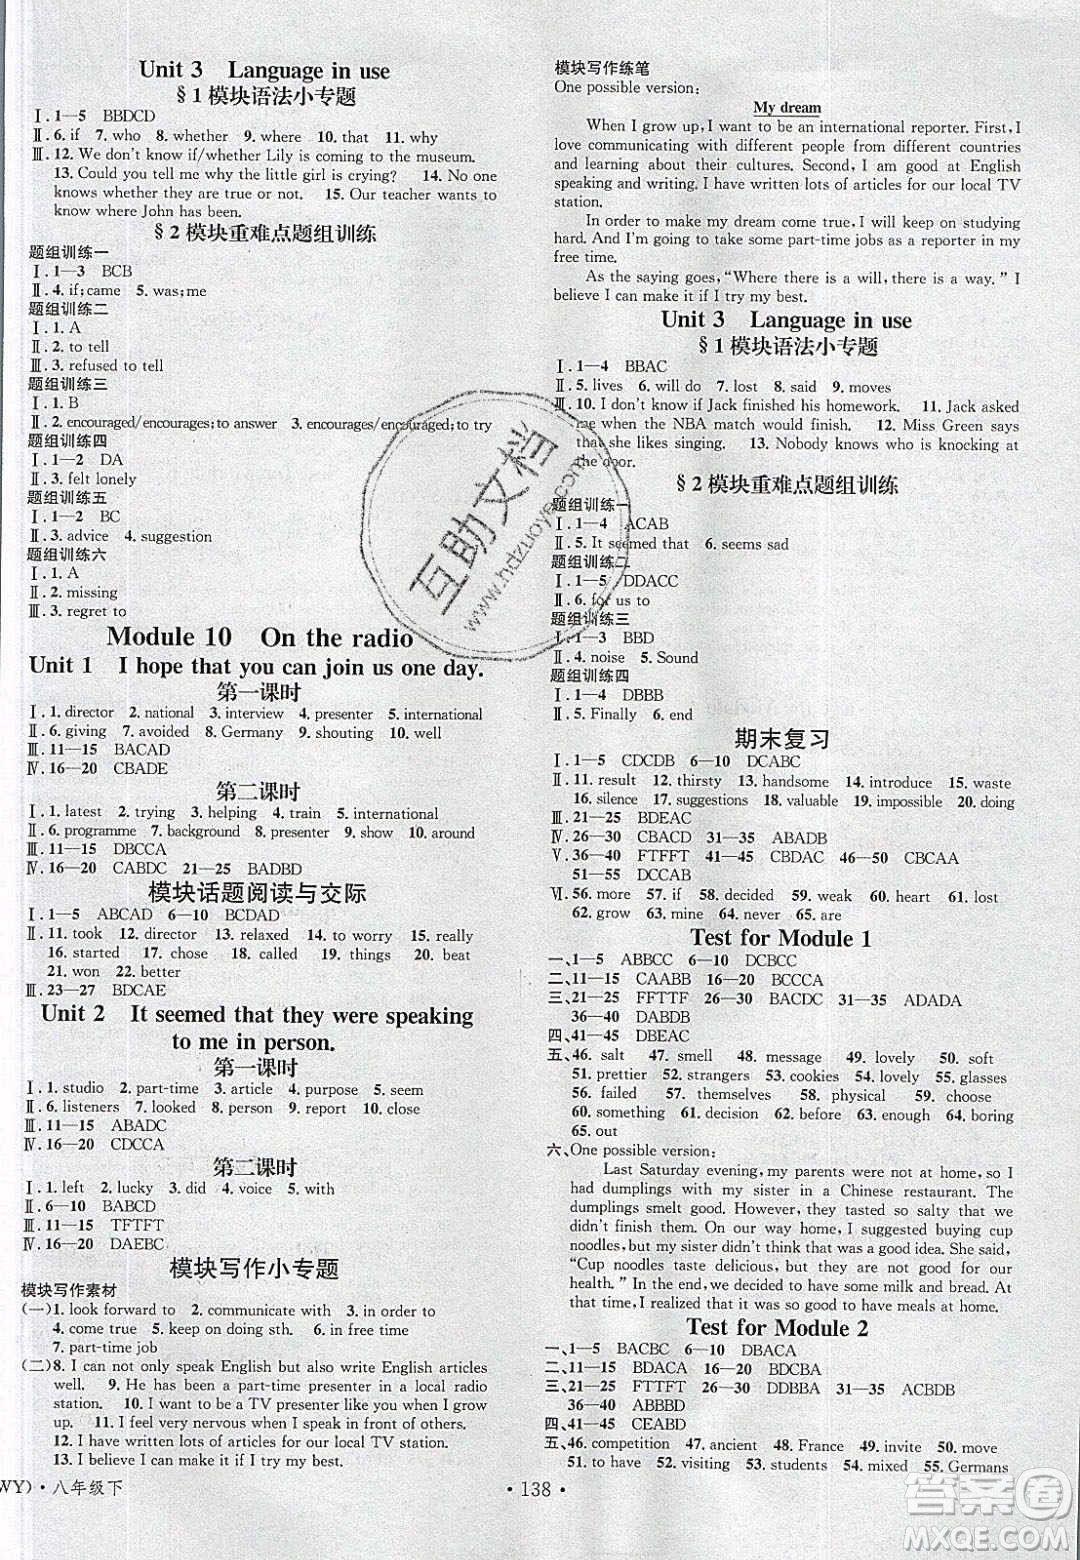 Unit 3 Language in use
§1 模块语法小专题
Ⅰ. 1—5 BBDCD
Ⅱ. 6. if 7. who 8. whether 9. where 10. that 11. why
Ⅲ. 12. We don't know if/whether Lily is coming to the museum.
13. Could you tell me why the little girl is crying? 14. No one
knows whether they are true or not. 15. Our teacher wants to
know where John has been.
§2 模块重难点题组训练
题组训练一
Ⅰ. 1—3 BCB
Ⅱ. 4. if;came 5. was;me
题组训练二
Ⅰ. 1. A
Ⅱ. 2. to tell
Ⅲ. 3. refused to tell
题组训练三
Ⅰ. 1. B
Ⅱ. 2. encouraged/encourages;to answer 3. encourages/encouraged;to try
题组训练四
Ⅰ. 1—2 DA
Ⅱ. 3. felt lonely
题组训练五
Ⅰ. 1—2 BC
Ⅱ. 3. advice 4. suggestion
题组训练六
Ⅰ. 1. A
Ⅱ. 2. missing
Ⅲ. 3. regret to
Module 10 On the radio
Unit 1 I hope that you can join us one day.
第一课时
Ⅰ. 1. director 2. national 3. interview 4. presenter 5. international
Ⅱ. 6. giving 7. avoided 8. Germany 9. shouting 10. showing
Ⅲ. 11—15 BACAD
Ⅳ. 16—20 CBADE
第二课时
Ⅰ. 1. latest 2. trying 3. helping 4. train 5. international
Ⅱ. 6. programme 7. background 8. presenter 9. show 10. around
Ⅲ. 11—15 DBCCA
Ⅳ. 16—20 CABDC 21—25 BADBD
模块话题阅读与交际
Ⅰ. 1—5 ABCAD 6—10 BCDAD
Ⅱ. 11. took 12. director 13. relaxed 14. to worry 15. really
16. started 17. chose 18. called 19. things 20. beat
21. won 22. better
Ⅲ. 23—27 BDCAE
Unit 2 It seemed that they were speaking
to me in person.
第一课时
Ⅰ. 1. studio 2. part-time 3. article 4. purpose 5. seem
Ⅱ. 6. listeners 7. looked 8. person 9. report 10. close
Ⅲ. 11—15 ABADC
Ⅳ. 16—20 CDCCA
第二课时
Ⅰ. 1. left 2. lucky 3. did 4. voice 5. with
Ⅱ. 6—10 BABCD
Ⅲ. 11—15 TFTFT
Ⅳ. 16—20 DAEBC
模块写作小专题
模块写作素材
(一)1. look forward to 2. communicate with 3. in order to
4. come true 5. keep on doing sth. 6. in free time
7. part-time job
(二)8. I can not only speak English but also write English articles
well. 9. He has been a part-time presenter in a local radio
station. 10. I want to be a TV presenter like you when I grow
up. 11. I feel very nervous when I speak in front of others.
12. I have written lots of articles for our local TV station.
13. I believe I can make it if I try my best.
WY)·八年级下
模块写作练笔
One possible version:
My dream
When I grow up, I want to be an international reporter. First, I
love communicating with different people from different countries
and learning about their cultures. Second, I am good at English
speaking and writing. I have written lots of articles for our local TV
station.
In order to make my dream come true, I will keep on studying
hard. And I'm going to take some part-time jobs as a reporter in my
free time.
As the saying goes, “Where there is a will, there is a way.” I
believe I can make it if I try my best.
Unit 3 Language in use
§1 模块语法小专题
Ⅰ. 1—4 BBAC
Ⅱ. 5. lives 6. will do 7. lost 8. said 9. moves
Ⅲ. 10. I don't know if Jack finished his homework. 11. Jack asked
me when the NBA match would finish. 12. Miss Green says
that she likes singing. 13. Nobody knows who is knocking at
the door.
§2 模块重难点题组训练
题组训练一
Ⅰ. 1—4 ACAB
Ⅱ. 5. It seemed that 6. seems sad
题组训练二
Ⅰ. 1—5 DDACC
Ⅱ. 6. for us to
题组训练三
Ⅰ. 1—3 BBD
Ⅱ. 4. noise 5. Sound
题组训练四
Ⅰ. 1—4 DBBB
Ⅱ. 5. Finally 6. end
期末复习
Ⅰ. 1—5 CDCDB 6—10 DCABC
Ⅱ. 11. result 12. thirsty 13. handsome 14. introduce 15. waste
16. silence 17. suggestions 18. valuable 19. impossible 20. doing
Ⅲ. 21—25 BDEAC
Ⅳ. 26—30 CBACD 31—35 ABADB
Ⅴ. 36—40 FTFFT 41—45 CBDAC 46—50 CBCAA
51—55 DCCAB
Ⅵ. 56. more 57. if 58. decided 59. week 60. heart 61. away
62. grow 63. mine 64. never 65. are
Test for Module 1
一、1—5 ABBCC 6—10 DCBCC
二、11—15 CAABB 16—20 BCCCA
三、21—25 FFTTF 26—30 BACDC 31—35 ADADA
36—40 DABDB
四、41—45 DBEAC
五、46. salt 47. smell 48. message 49. lovely 50. soft
51. prettier 52. strangers 53. cookies 54. lovely 55. glasses
56. failed 57. themselves 58. physical 59. choose
60. something 61. decision 62. before 63. enough 64. boring
65. out
六、One possible version:
Last Saturday evening, my parents were not at home, so I
had dumplings with my sister in a Chinese restaurant. The
dumplings smelt good. However, they tasted so salty that we
didn't finish them. On our way home, I suggested buying cup
noodles, but my sister didn't think it was a good idea. She said,
“Cup noodles taste delicious, but they are not good for our
health.” In the end, we decided to have some milk and bread. At
that time, I thought it was so good to have meals at home.
Test for Module 2
一、1—5 BACBC 6—10 DBACA
二、11—15 BDACA 16—20 BDCBA
三、21—25 FTTFT 26—30 DDBBA 31—35 ACBDB
36—40 ABBBD
四、41—45 CEABD
五、46. competition 47. ancient 48. France 49. invite 50. move
51. super 52. mind 53. stopping 54. mixed 55. Germans
·138·
互助文档
www.hdzuoye.com
答案圈
MXQE.COM